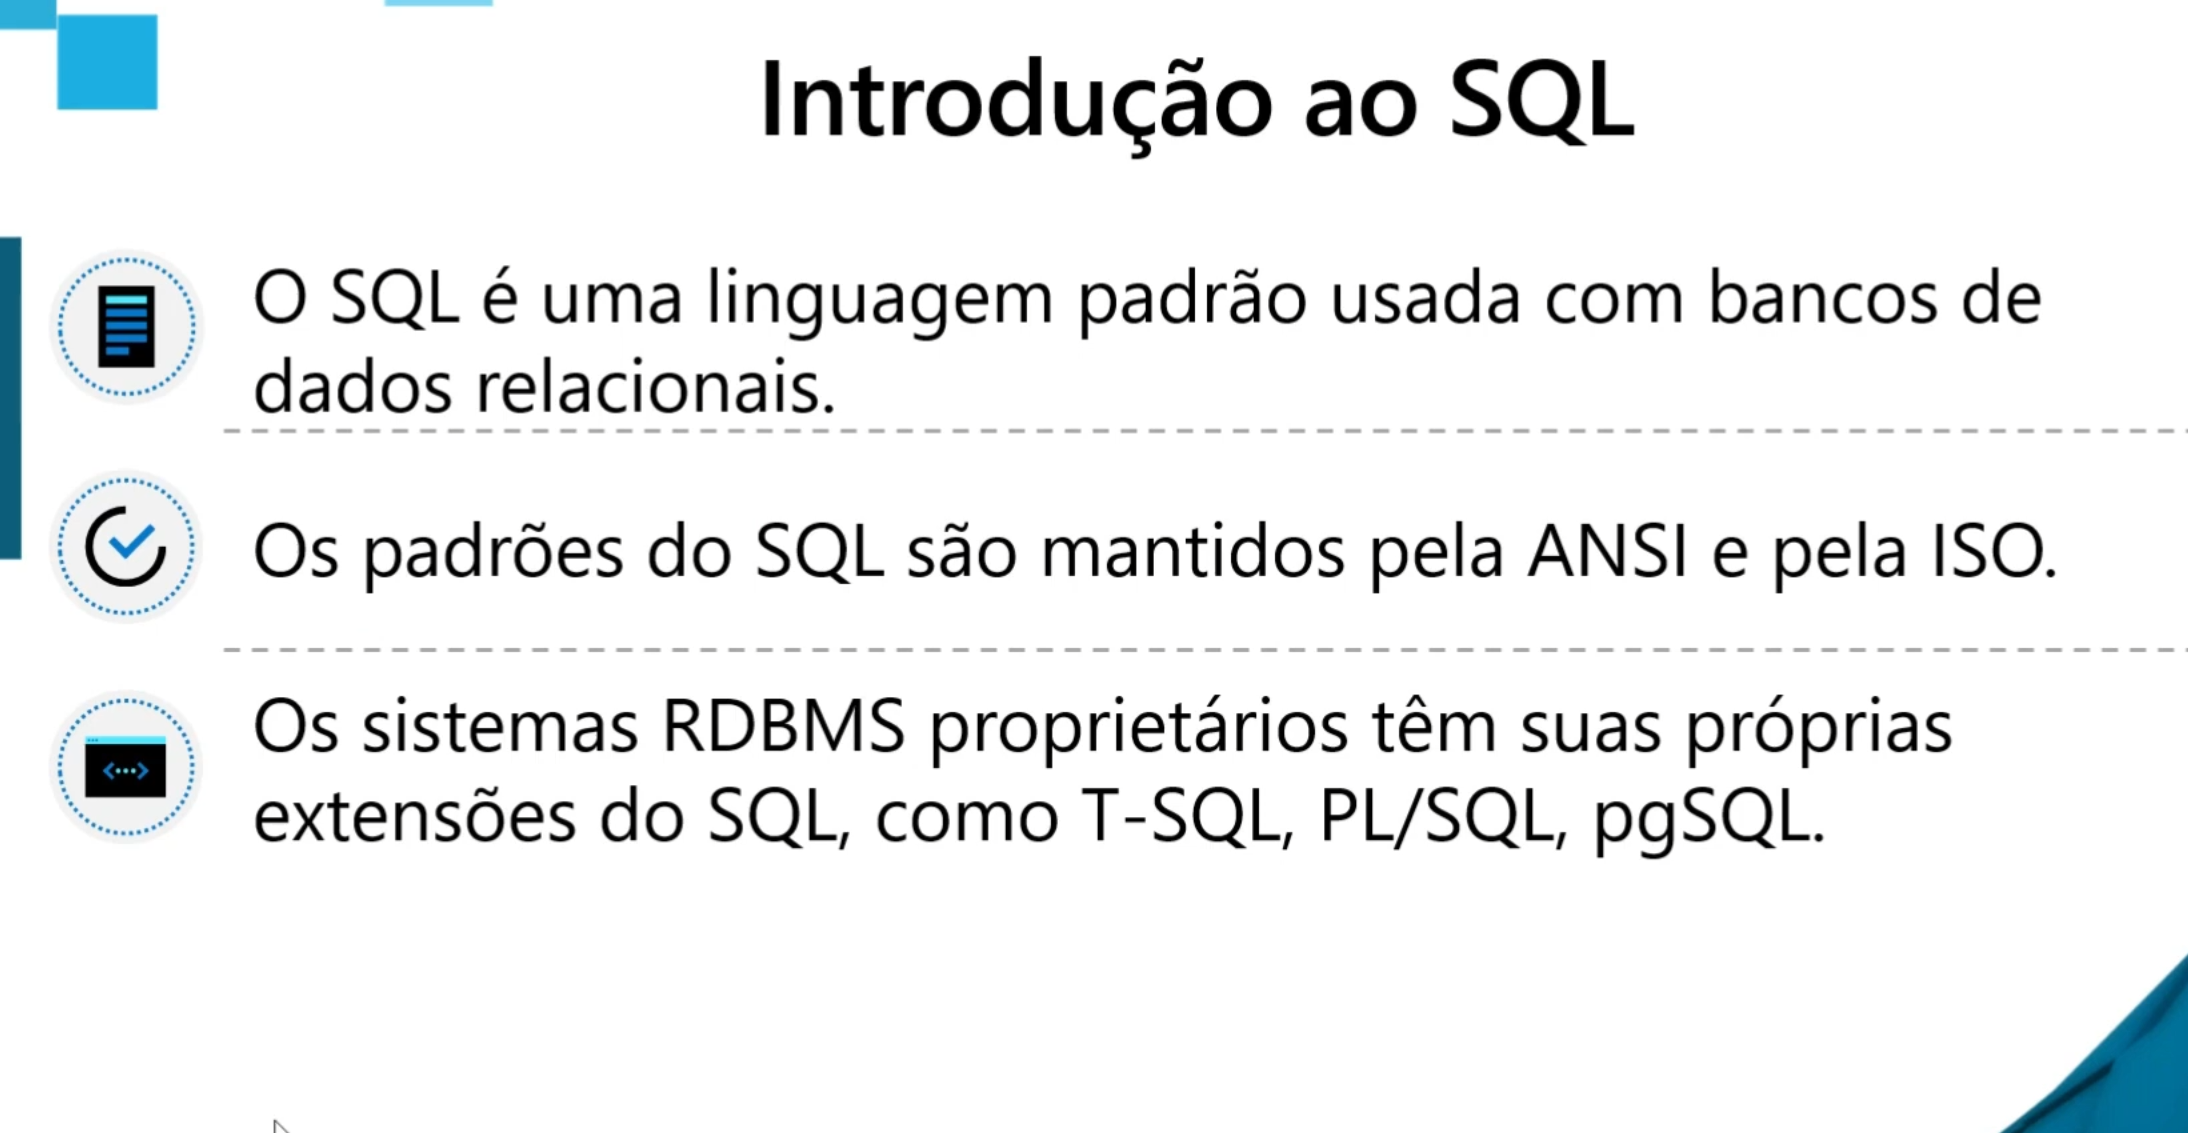 Introdução ao SQL
O SQL é uma linguagem padrão usada com bancos de
dados relacionais.
Os padrões do SQL são mantidos pela ANSI e pela ISO.
Os sistemas RDBMS proprietários têm suas próprias
extensões do SQL, como T-SQL, PL/SQL, pgSQL.